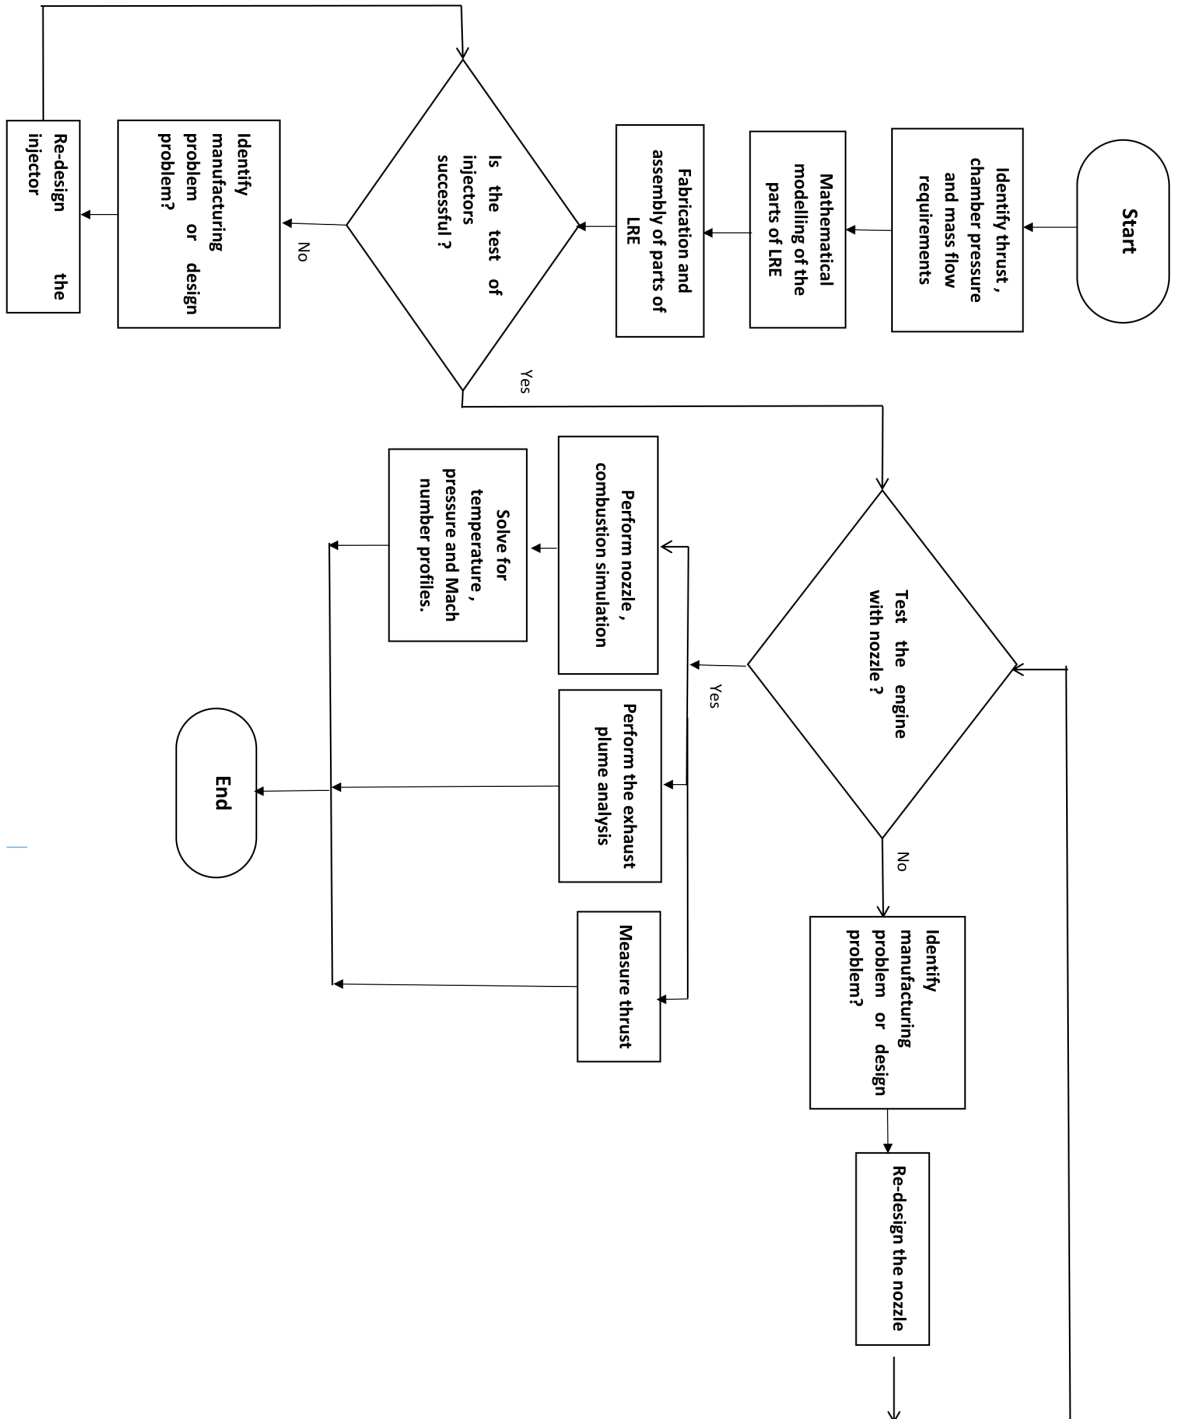 Start
Identify thrust ,
chamber pressure
and mass flow
requirements
Mathematical
modelling of the
parts of LRE
Fabrication and
assembly of parts of
LRE
Is the test of
injectors
successful ?
No
Identify
manufacturing
problem or design
problem?
Re-design the
injector
Yes
Test the engine
with nozzle ?
No
Identify
manufacturing
problem or design
problem?
Re-design the nozzle
Yes
Perform nozzle ,
combustion simulation
Solve for
temperature ,
pressure and Mach
number profiles.
Perform the exhaust
plume analysis
Measure thrust
End